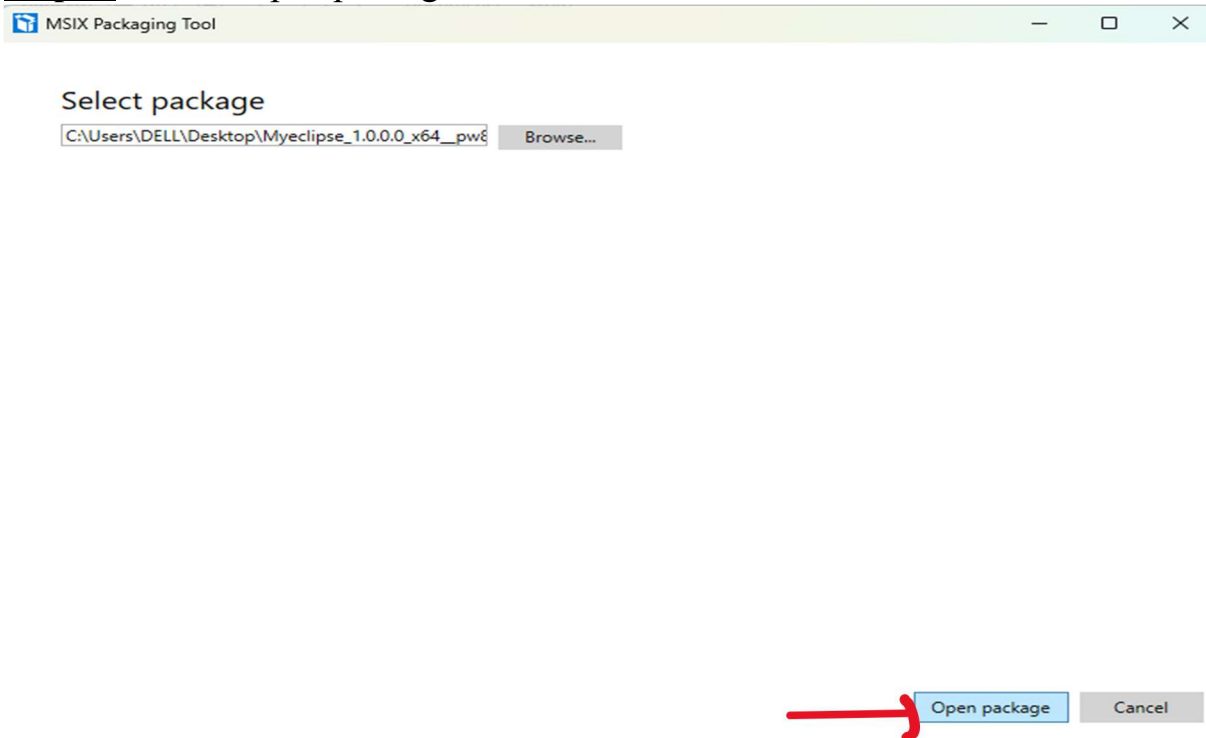 MSIX Packaging Tool
Select package
C:\Users\DELL\Desktop\Myeclipse_1.0.0.0_x64__pw8
Browse...
Open package
Cancel